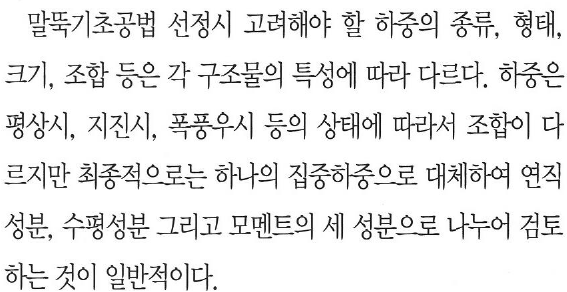 말뚝기초공법 선정시 고려해야 할 하중의 종류, 형태,
크기, 조합 등은 각 구조물의 특성에 따라 다르다. 하중은
평상시, 지진시, 폭풍우시 등의 상태에 따라서 조합이 다
르지만 최종적으로는 하나의 집중하중으로 대체하여 연직
성분, 수평성분 그리고 모멘트의 세 성분으로 나누어 검토
하는 것이 일반적이다.